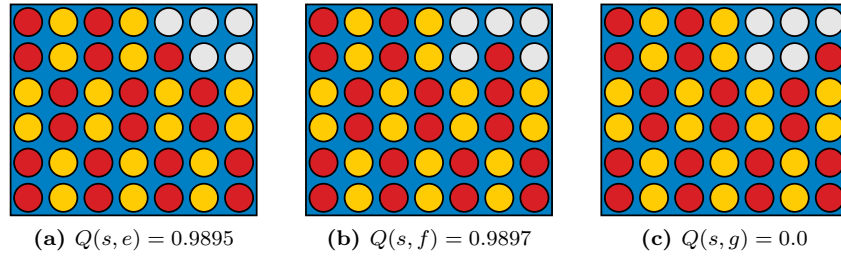 (a) Q(s, e) = 0.9895
(b) Q(s, f) = 0.9897
(c) Q(s, g) = 0.0